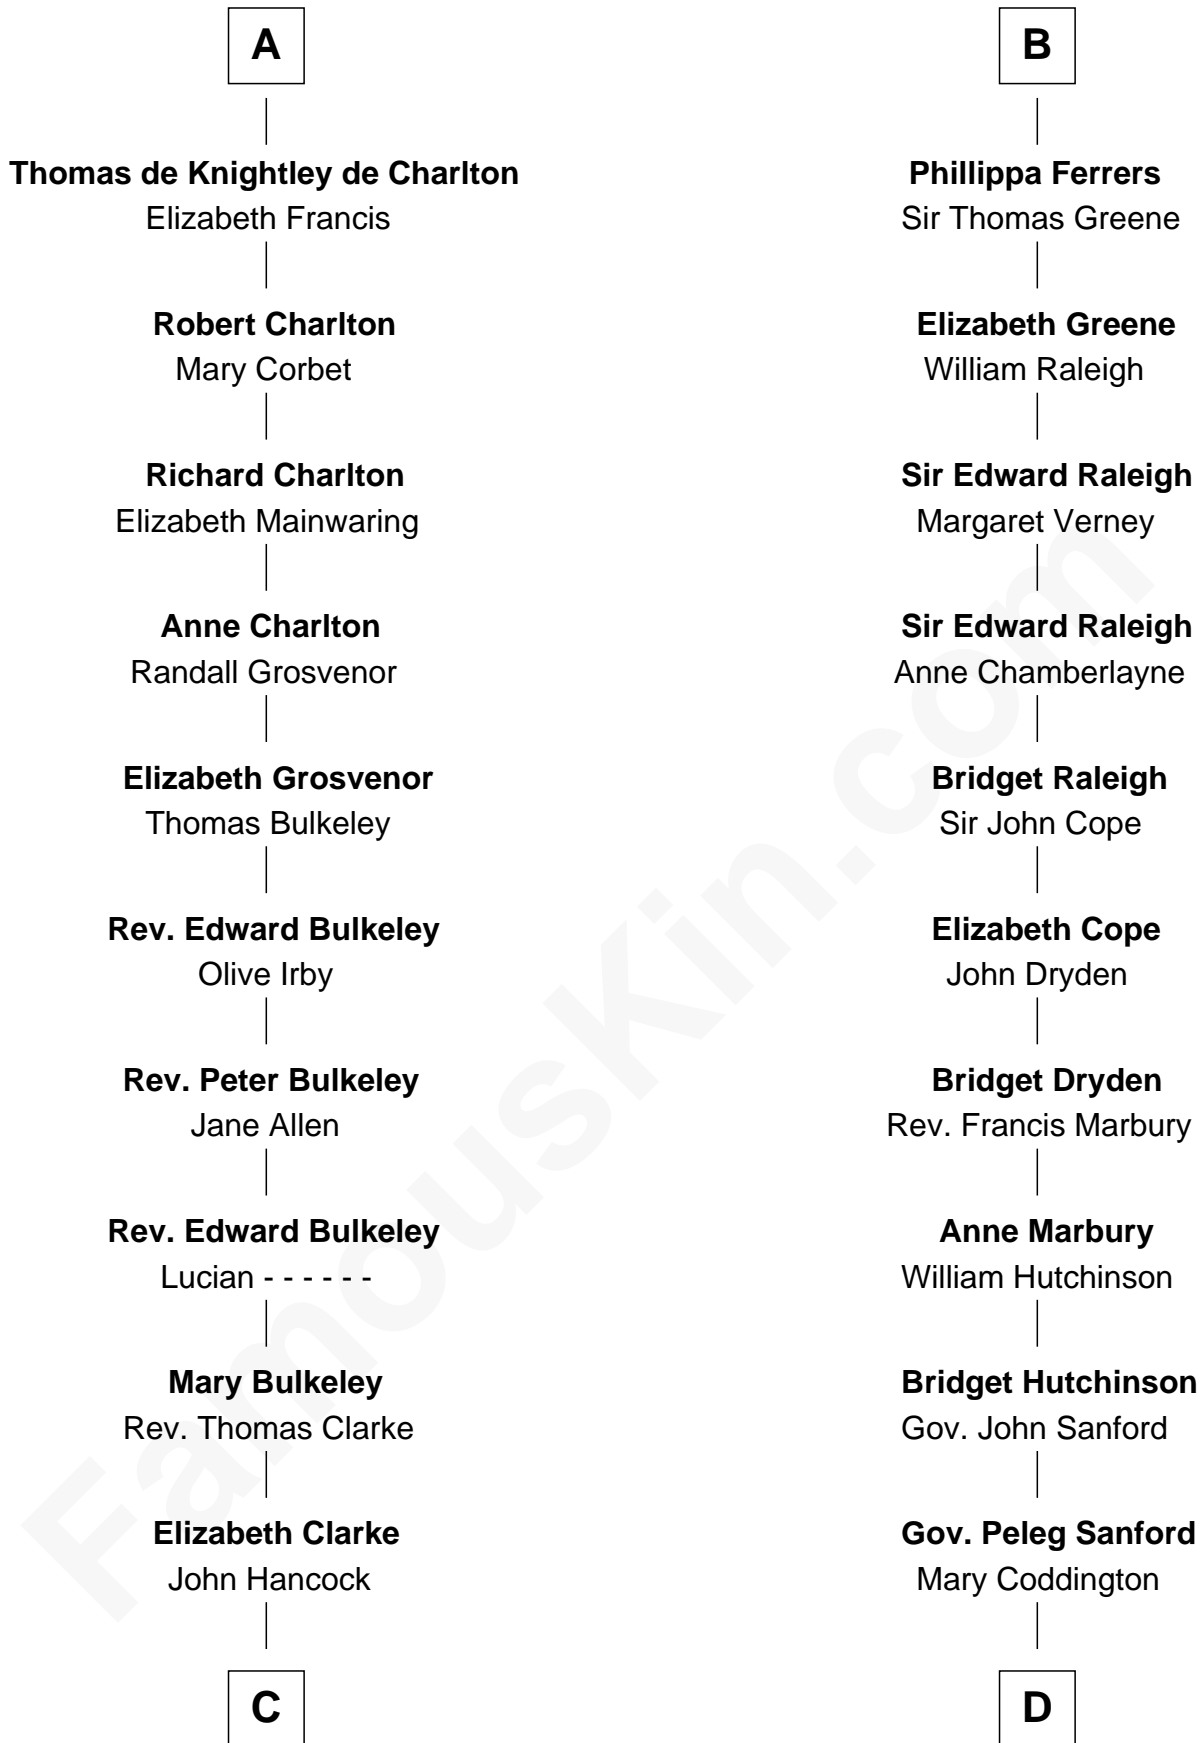 A
Thomas de Knightley de Charlton
Elizabeth Francis
Robert Charlton
Mary Corbet
Richard Charlton
Elizabeth Mainwaring
Anne Charlton
Randall Grosvenor
Elizabeth Grosvenor
Thomas Bulkeley
Rev. Edward Bulkeley
Olive Irby
Rev. Peter Bulkeley
Jane Allen
Rev. Edward Bulkeley
Lucian - - - - - -
Mary Bulkeley
Rev. Thomas Clarke
Elizabeth Clarke
John Hancock
C
B
Phillippa Ferrers
Sir Thomas Greene
Elizabeth Greene
William Raleigh
Sir Edward Raleigh
Margaret Verney
Sir Edward Raleigh
Anne Chamberlayne
Bridget Raleigh
Sir John Cope
Elizabeth Cope
John Dryden
Bridget Dryden
Rev. Francis Marbury
Anne Marbury
William Hutchinson
Bridget Hutchinson
Gov. John Sanford
Gov. Peleg Sanford
Mary Coddington
D
FamousKin.com